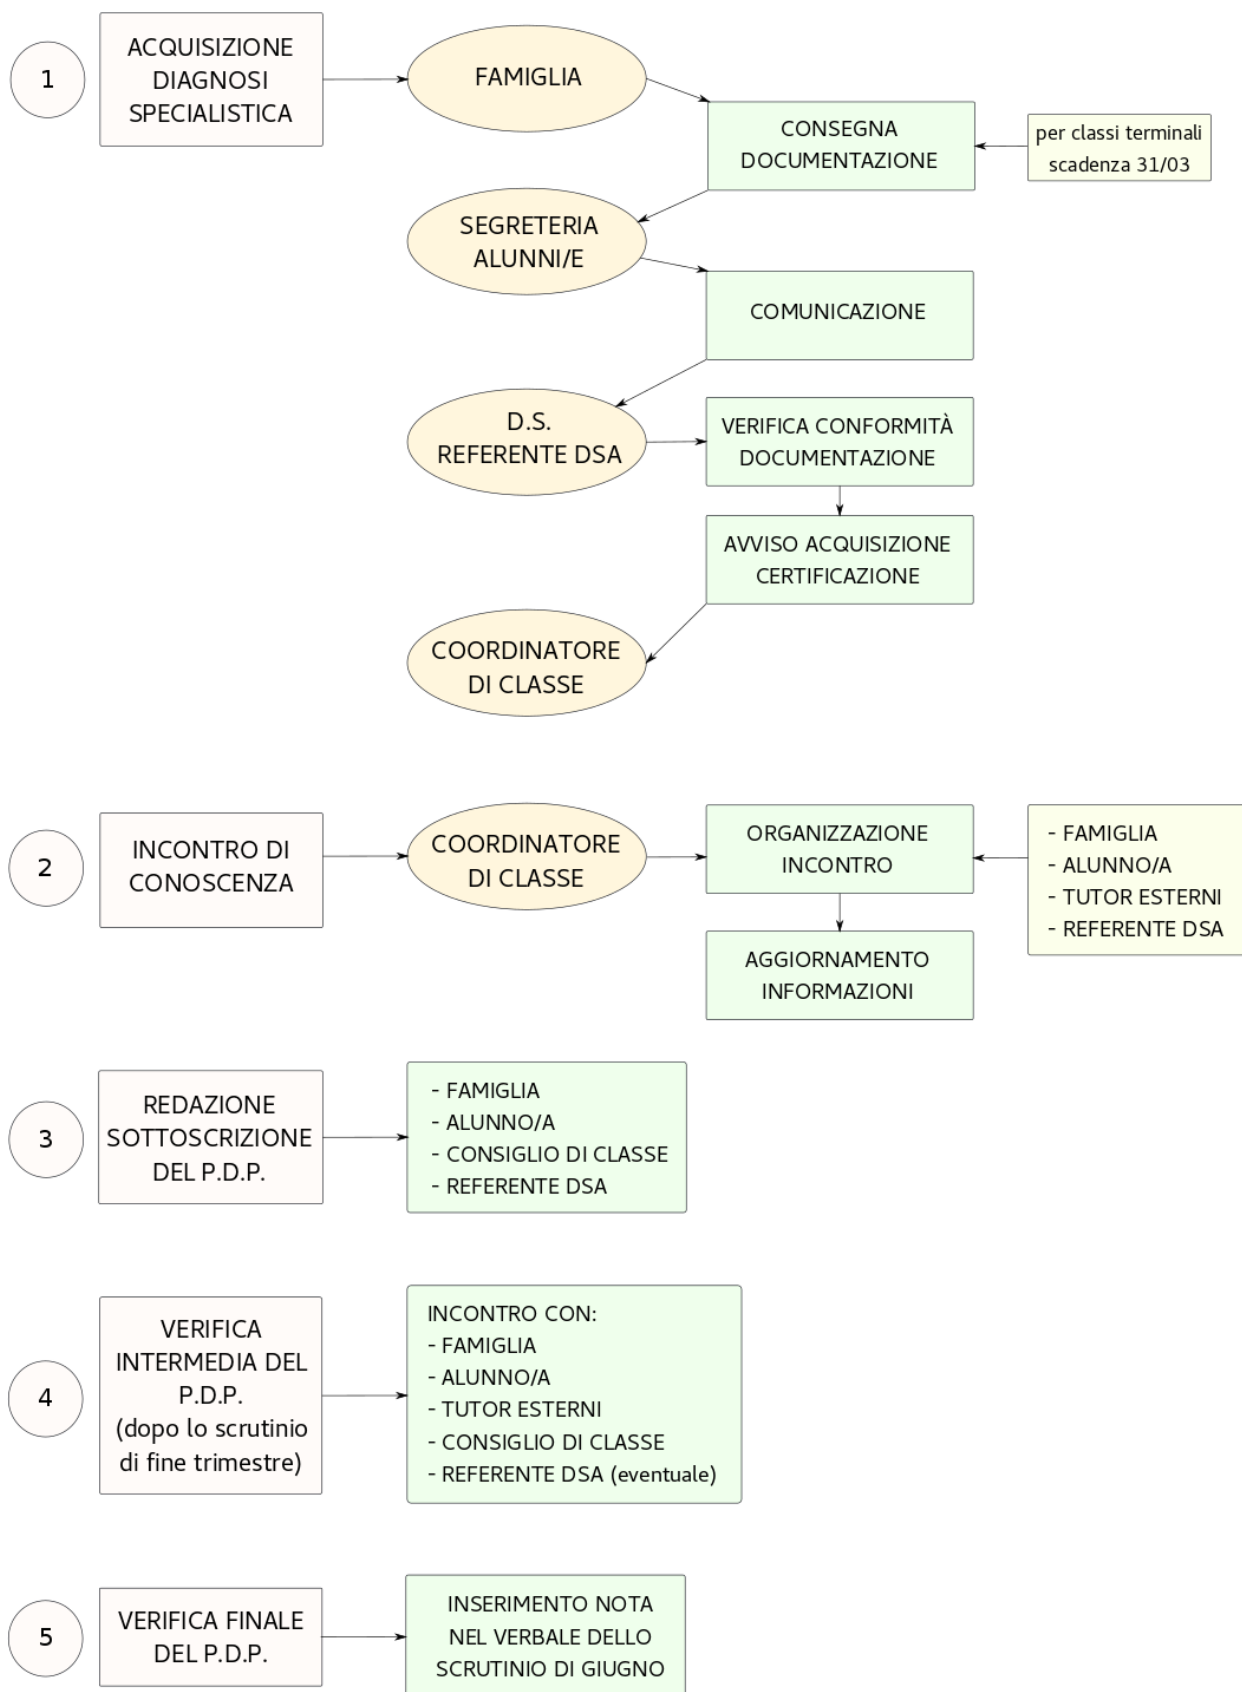 1
ACQUISIZIONE
DIAGNOSI
SPECIALISTICA
FAMIGLIA
CONSEGNA
DOCUMENTAZIONE
per classi terminali
scadenza 31/03
SEGRETERIA
ALUNNI/E
COMUNICAZIONE
D.S.
REFERENTE DSA
VERIFICA CONFORMITÀ
DOCUMENTAZIONE
AVVISO ACQUISIZIONE
CERTIFICAZIONE
COORDINATORE
DI CLASSE
2
INCONTRO DI
CONOSCENZA
COORDINATORE
DI CLASSE
ORGANIZZAZIONE
INCONTRO
- FAMIGLIA
- ALUNNO/A
- TUTOR ESTERNI
- REFERENTE DSA
AGGIORNAMENTO
INFORMAZIONI
3
REDAZIONE
SOTTOSCRIZIONE
DEL P.D.P.
- FAMIGLIA
- ALUNNO/A
- CONSIGLIO DI CLASSE
- REFERENTE DSA
4
VERIFICA
INTERMEDIA DEL
P.D.P.
(dopo lo scrutinio
di fine trimestre)
INCONTRO CON:
- FAMIGLIA
- ALUNNO/A
- TUTOR ESTERNI
- CONSIGLIO DI CLASSE
- REFERENTE DSA (eventuale)
5
VERIFICA FINALE
DEL P.D.P.
INSERIMENTO NOTA
NEL VERBALE DELLO
SCRUTINIO DI GIUGNO